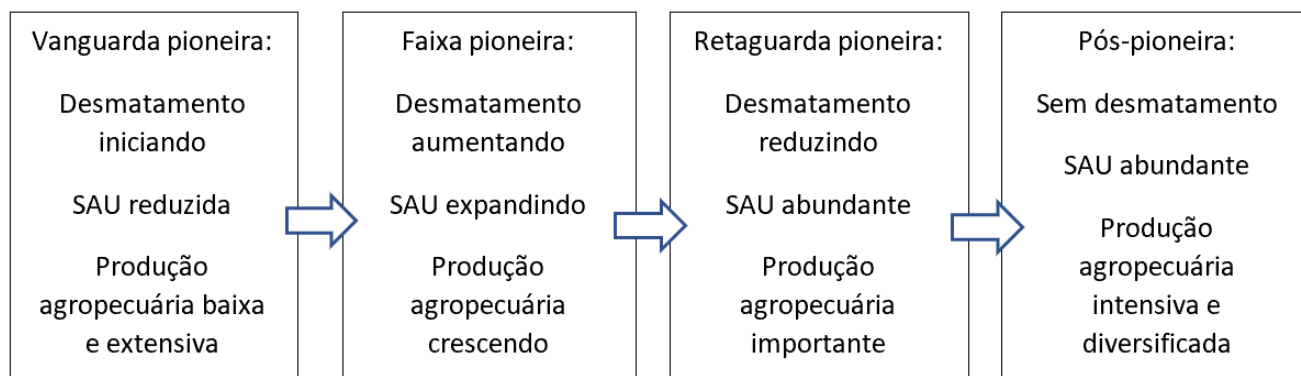 Vanguarda pioneira:
Desmatamento
iniciando
SAU reduzida
Produção
agropecuária baixa
e extensiva
Faixa pioneira:
Desmatamento
aumentando
SAU expandindo
Produção
agropecuária
crescendo
Retaguarda pioneira:
Desmatamento
reduzindo
SAU abundante
Produção
agropecuária
importante
Pós-pioneira:
Sem desmatamento
SAU abundante
Produção
agropecuária
intensiva e
diversificada